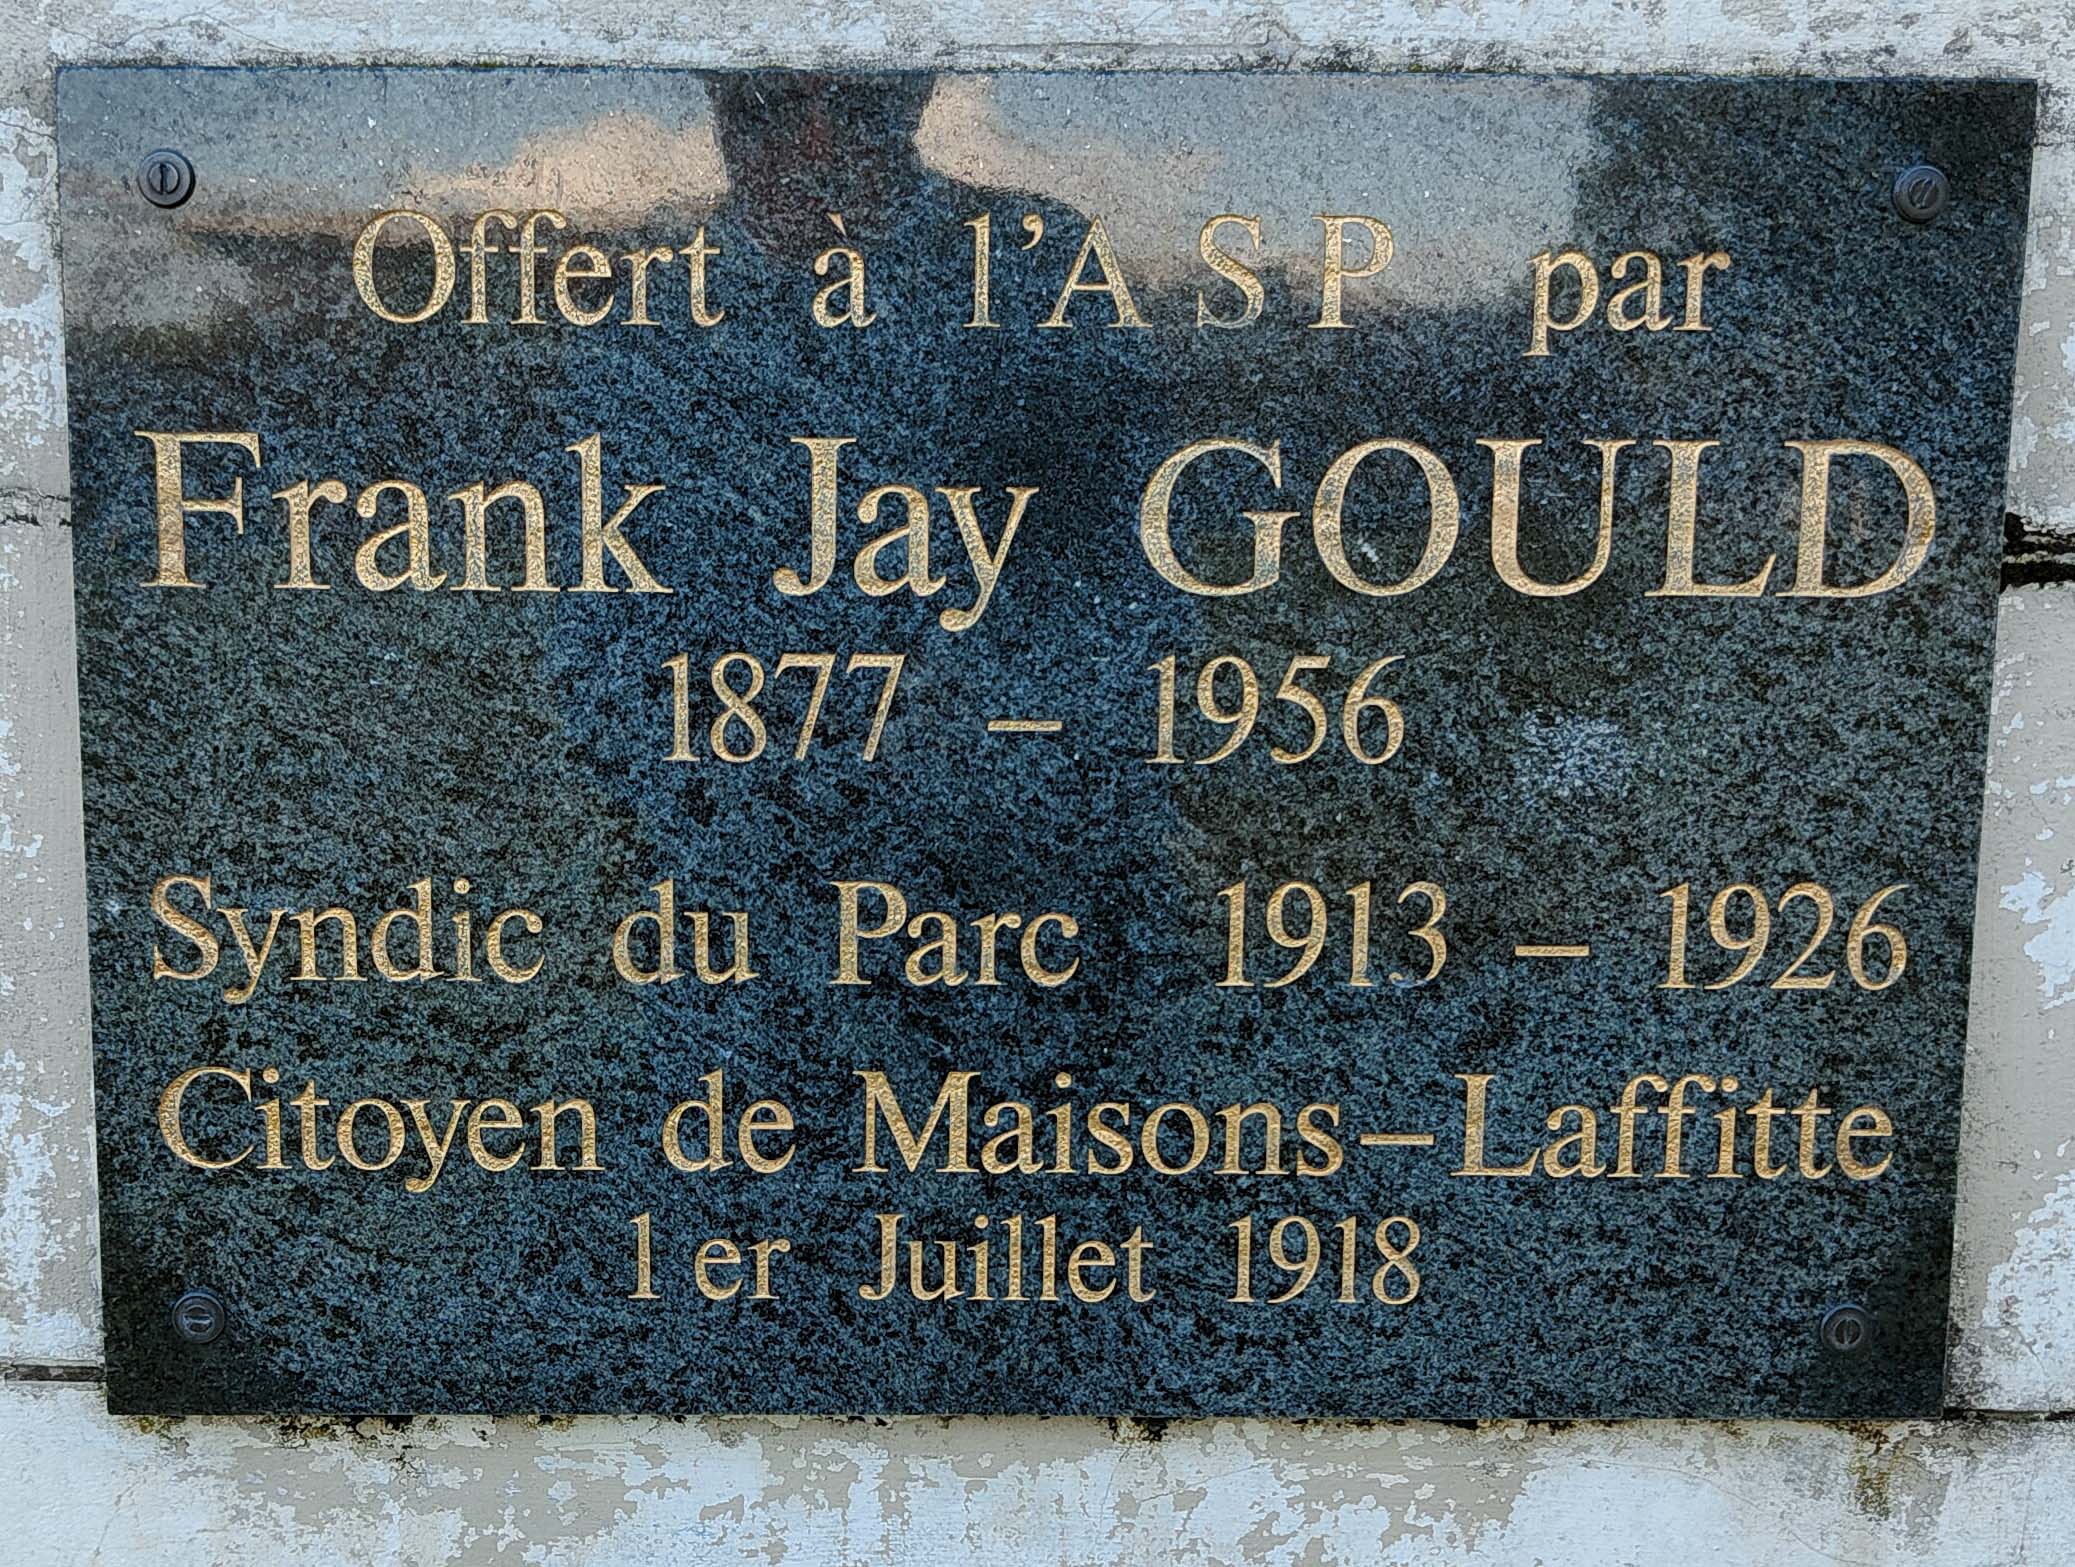 Offert à l'A S P par
Frank Jay GOULD
1877 – 1956
Syndic du Parc 1913 – 1926
Citoyen de Maisons–Laffitte
1er Juillet 1918